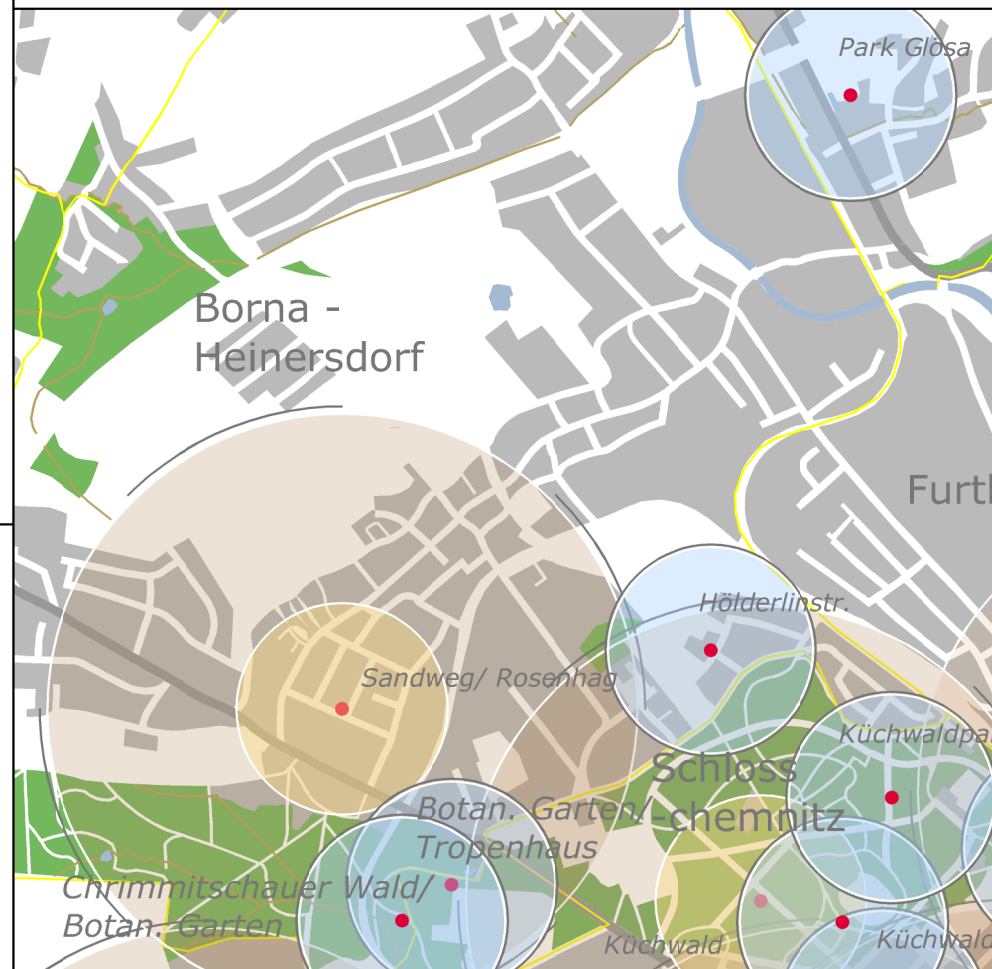 Park Glösa
Borna -
Heinersdorf
Hölderlinstr.
Sandweg/ Rosenhag
Küchwaldpa
Schloss
-chemnitz
Botan. Garten/
Tropenhaus
Chrimmitschauer Wald/
Botan. Garten
Küchwald
Küchwald